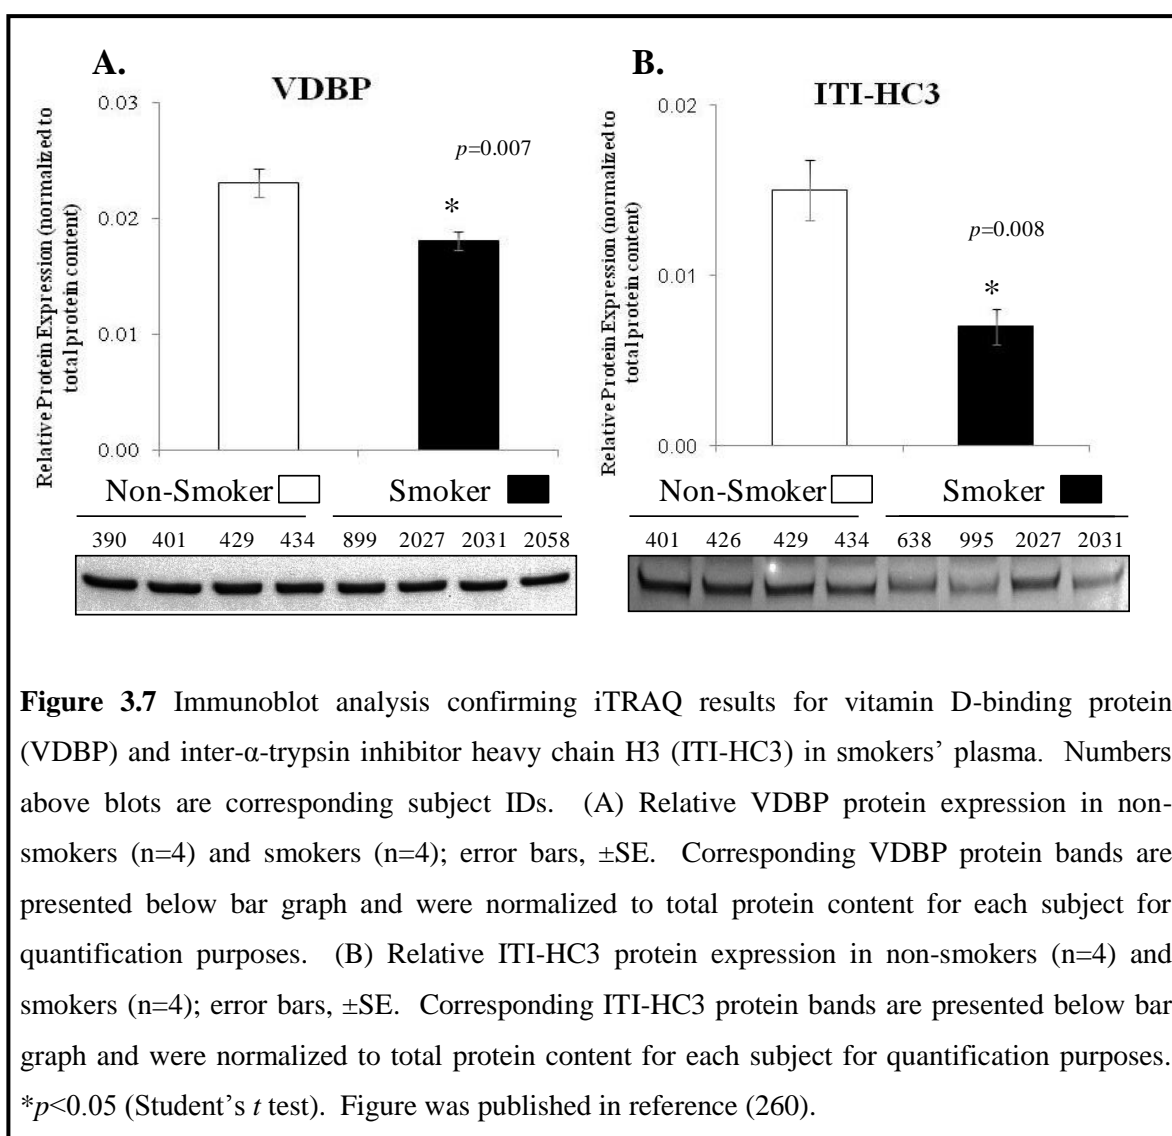 A.
VDBP
Relative Protein Expression (normalized to
total protein content)
0.03
0.02
0.01
0.00
p=0.007
*
Non-Smoker
Smoker
390 401 429 434 899 2027 2031 2058
B.
ITI-HC3
Relative Protein Expression (normalized to
total protein content)
0.02
0.01
0.00
p=0.008
*
Non-Smoker
Smoker
401 426 429 434 638 995 2027 2031
Figure 3.7 Immunoblot analysis confirming iTRAQ results for vitamin D-binding protein
(VDBP) and inter-α-trypsin inhibitor heavy chain H3 (ITI-HC3) in smokers’ plasma. Numbers
above blots are corresponding subject IDs. (A) Relative VDBP protein expression in non-
smokers (n=4) and smokers (n=4); error bars, ±SE. Corresponding VDBP protein bands are
presented below bar graph and were normalized to total protein content for each subject for
quantification purposes. (B) Relative ITI-HC3 protein expression in non-smokers (n=4) and
smokers (n=4); error bars, ±SE. Corresponding ITI-HC3 protein bands are presented below bar
graph and were normalized to total protein content for each subject for quantification purposes.
*p<0.05 (Student’s t test). Figure was published in reference (260).